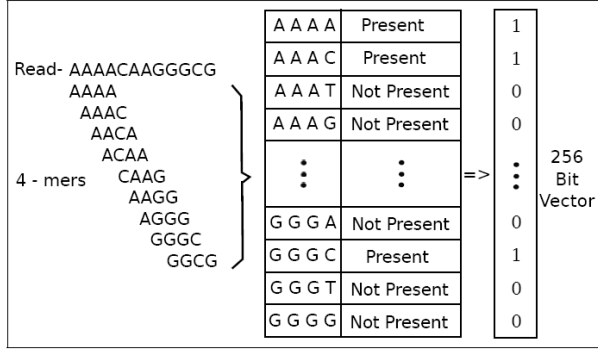 Read- AAAACAAGGGCG
AAAA
AAAC
AACA
ACAA
4 - mers CAAG
AAGG
AGGG
GGGC
GGCG
A A A A Present
A A A C Present
A A A T Not Present
A A A G Not Present
G G G A Not Present
G G G C Present
G G G T Not Present
G G G G Not Present
=>
1
1
0
0
0
1
0
0
256
Bit
Vector